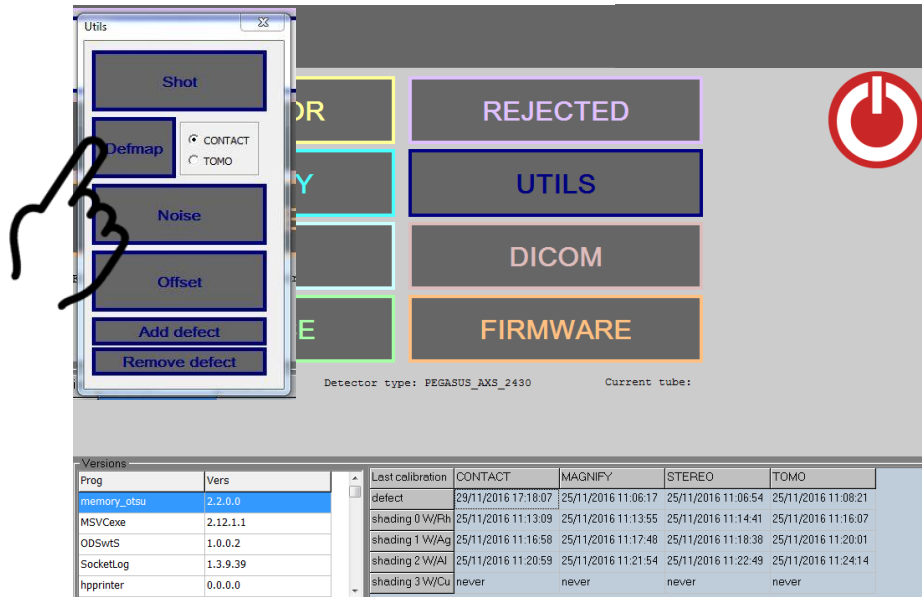 Utils
Shot
Defmap
CONTACT
TOMO
Noise
Offset
Add defect
Remove defect
OR
REJECTED
Y
UTILS
DICOM
E
FIRMWARE
Detector type: PEGASUS_AXS_2430
Current tube:
Versions
Prog Vers
memory_otsu 2.2.0.0
MSVCexe 2.12.1.1
ODSwtS 1.0.0.2
SocketLog 1.3.9.39
hpprinter 0.0.0.0
Last calibration CONTACT MAGNIFY STEREO TOMO
defect 29/11/2016 17:18:07 25/11/2016 11:06:17 25/11/2016 11:06:54 25/11/2016 11:08:21
shading 0 W/Rh 25/11/2016 11:13:09 25/11/2016 11:13:55 25/11/2016 11:14:41 25/11/2016 11:16:07
shading 1 W/Ag 25/11/2016 11:16:58 25/11/2016 11:17:48 25/11/2016 11:18:38 25/11/2016 11:20:01
shading 2 W/Al 25/11/2016 11:20:59 25/11/2016 11:21:54 25/11/2016 11:22:49 25/11/2016 11:24:14
shading 3 W/Cu never never never never